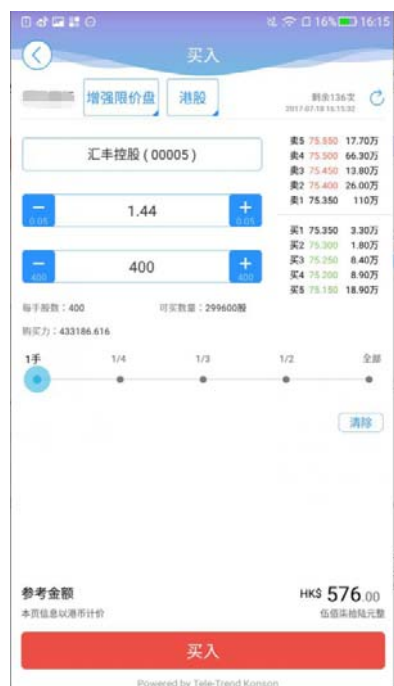 16% 16:15
买入
增强限价盘 港股 剩余136次
2017-07-18 16:15:32
汇丰控股 ( 00005 )
卖5 75.550 17.70万
卖4 75.500 66.30万
卖3 75.450 13.80万
卖2 75.400 26.00万
卖1 75.350 110万
− 1.44 +
0.05 0.05
买1 75.350 3.30万
买2 75.300 1.80万
买3 75.250 8.40万
买4 75.200 8.90万
买5 75.150 18.90万
− 400 +
400 400
每手股数：400 可买数量：299600股
购买力：433186.616
1手 1/4 1/3 1/2 全部
清除
参考金额 HK$ 576.00
本页信息以港币计价 伍佰柒拾陆元整
买入
Powered by Tele-Trend Konson